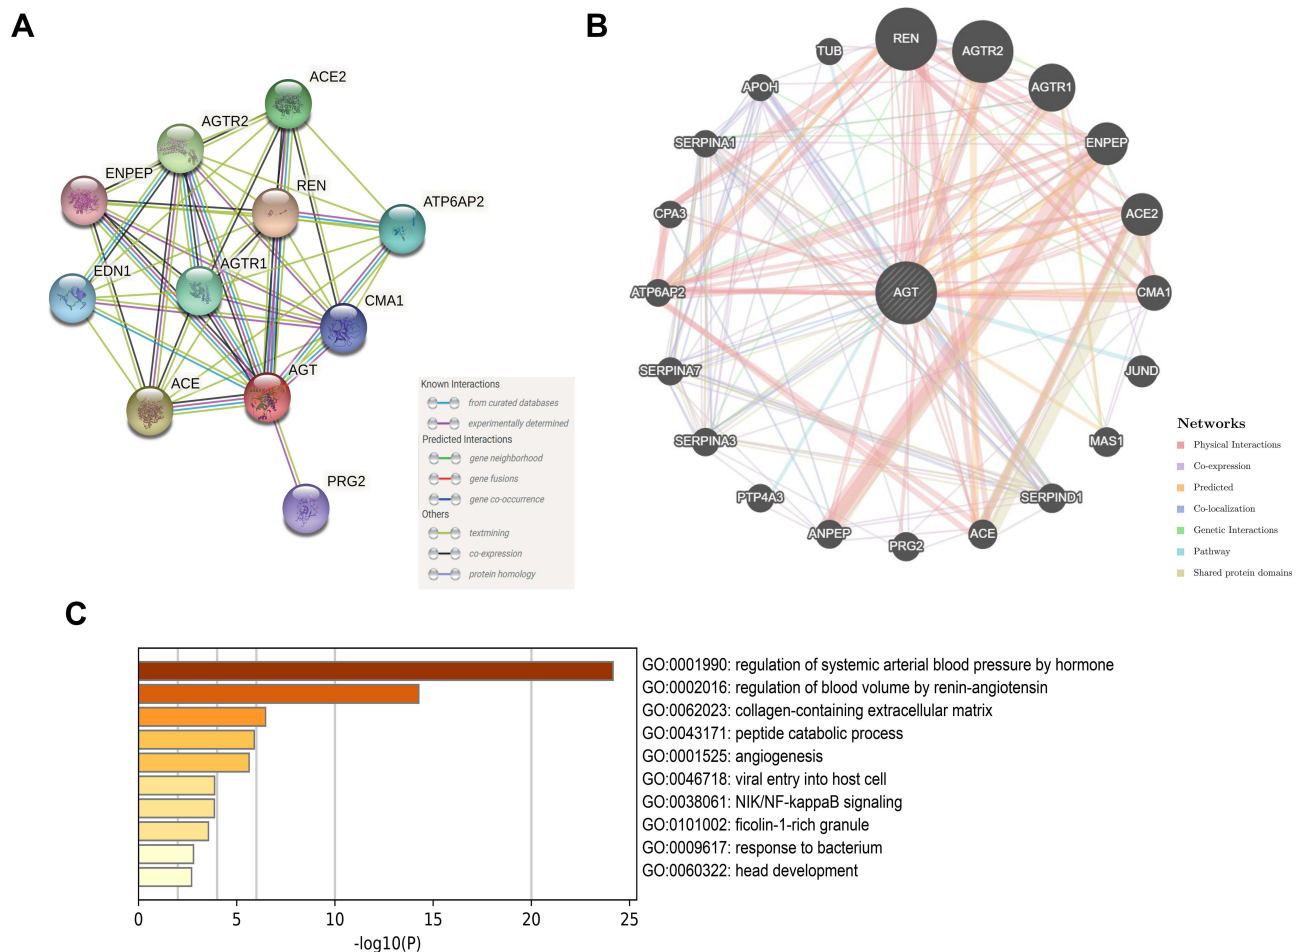 A
ACE2
AGTR2
ENPEP
REN
ATP6AP2
AGTR1
EDN1
CMA1
AGT
ACE
PRG2
Known Interactions
from curated databases
experimentally determined
Predicted Interactions
gene neighborhood
gene fusions
gene co-occurrence
Others
textmining
co-expression
protein homology
B
REN
AGTR2
TUB
APOH
AGTR1
SERPINA1
ENPEP
CPA3
ACE2
ATP6AP2
AGT
CMA1
SERPINA7
JUND
SERPINA3
MAS1
PTP4A3
SERPIND1
ANPEP
PRG2
ACE
Networks
Physical Interactions
Co-expression
Predicted
Co-localization
Genetic Interactions
Pathway
Shared protein domains
C
GO:0001990: regulation of systemic arterial blood pressure by hormone
GO:0002016: regulation of blood volume by renin-angiotensin
GO:0062023: collagen-containing extracellular matrix
GO:0043171: peptide catabolic process
GO:0001525: angiogenesis
GO:0046718: viral entry into host cell
GO:0038061: NIK/NF-kappaB signaling
GO:0101002: ficolin-1-rich granule
GO:0009617: response to bacterium
GO:0060322: head development
0 5 10 15 20 25
-log10(P)